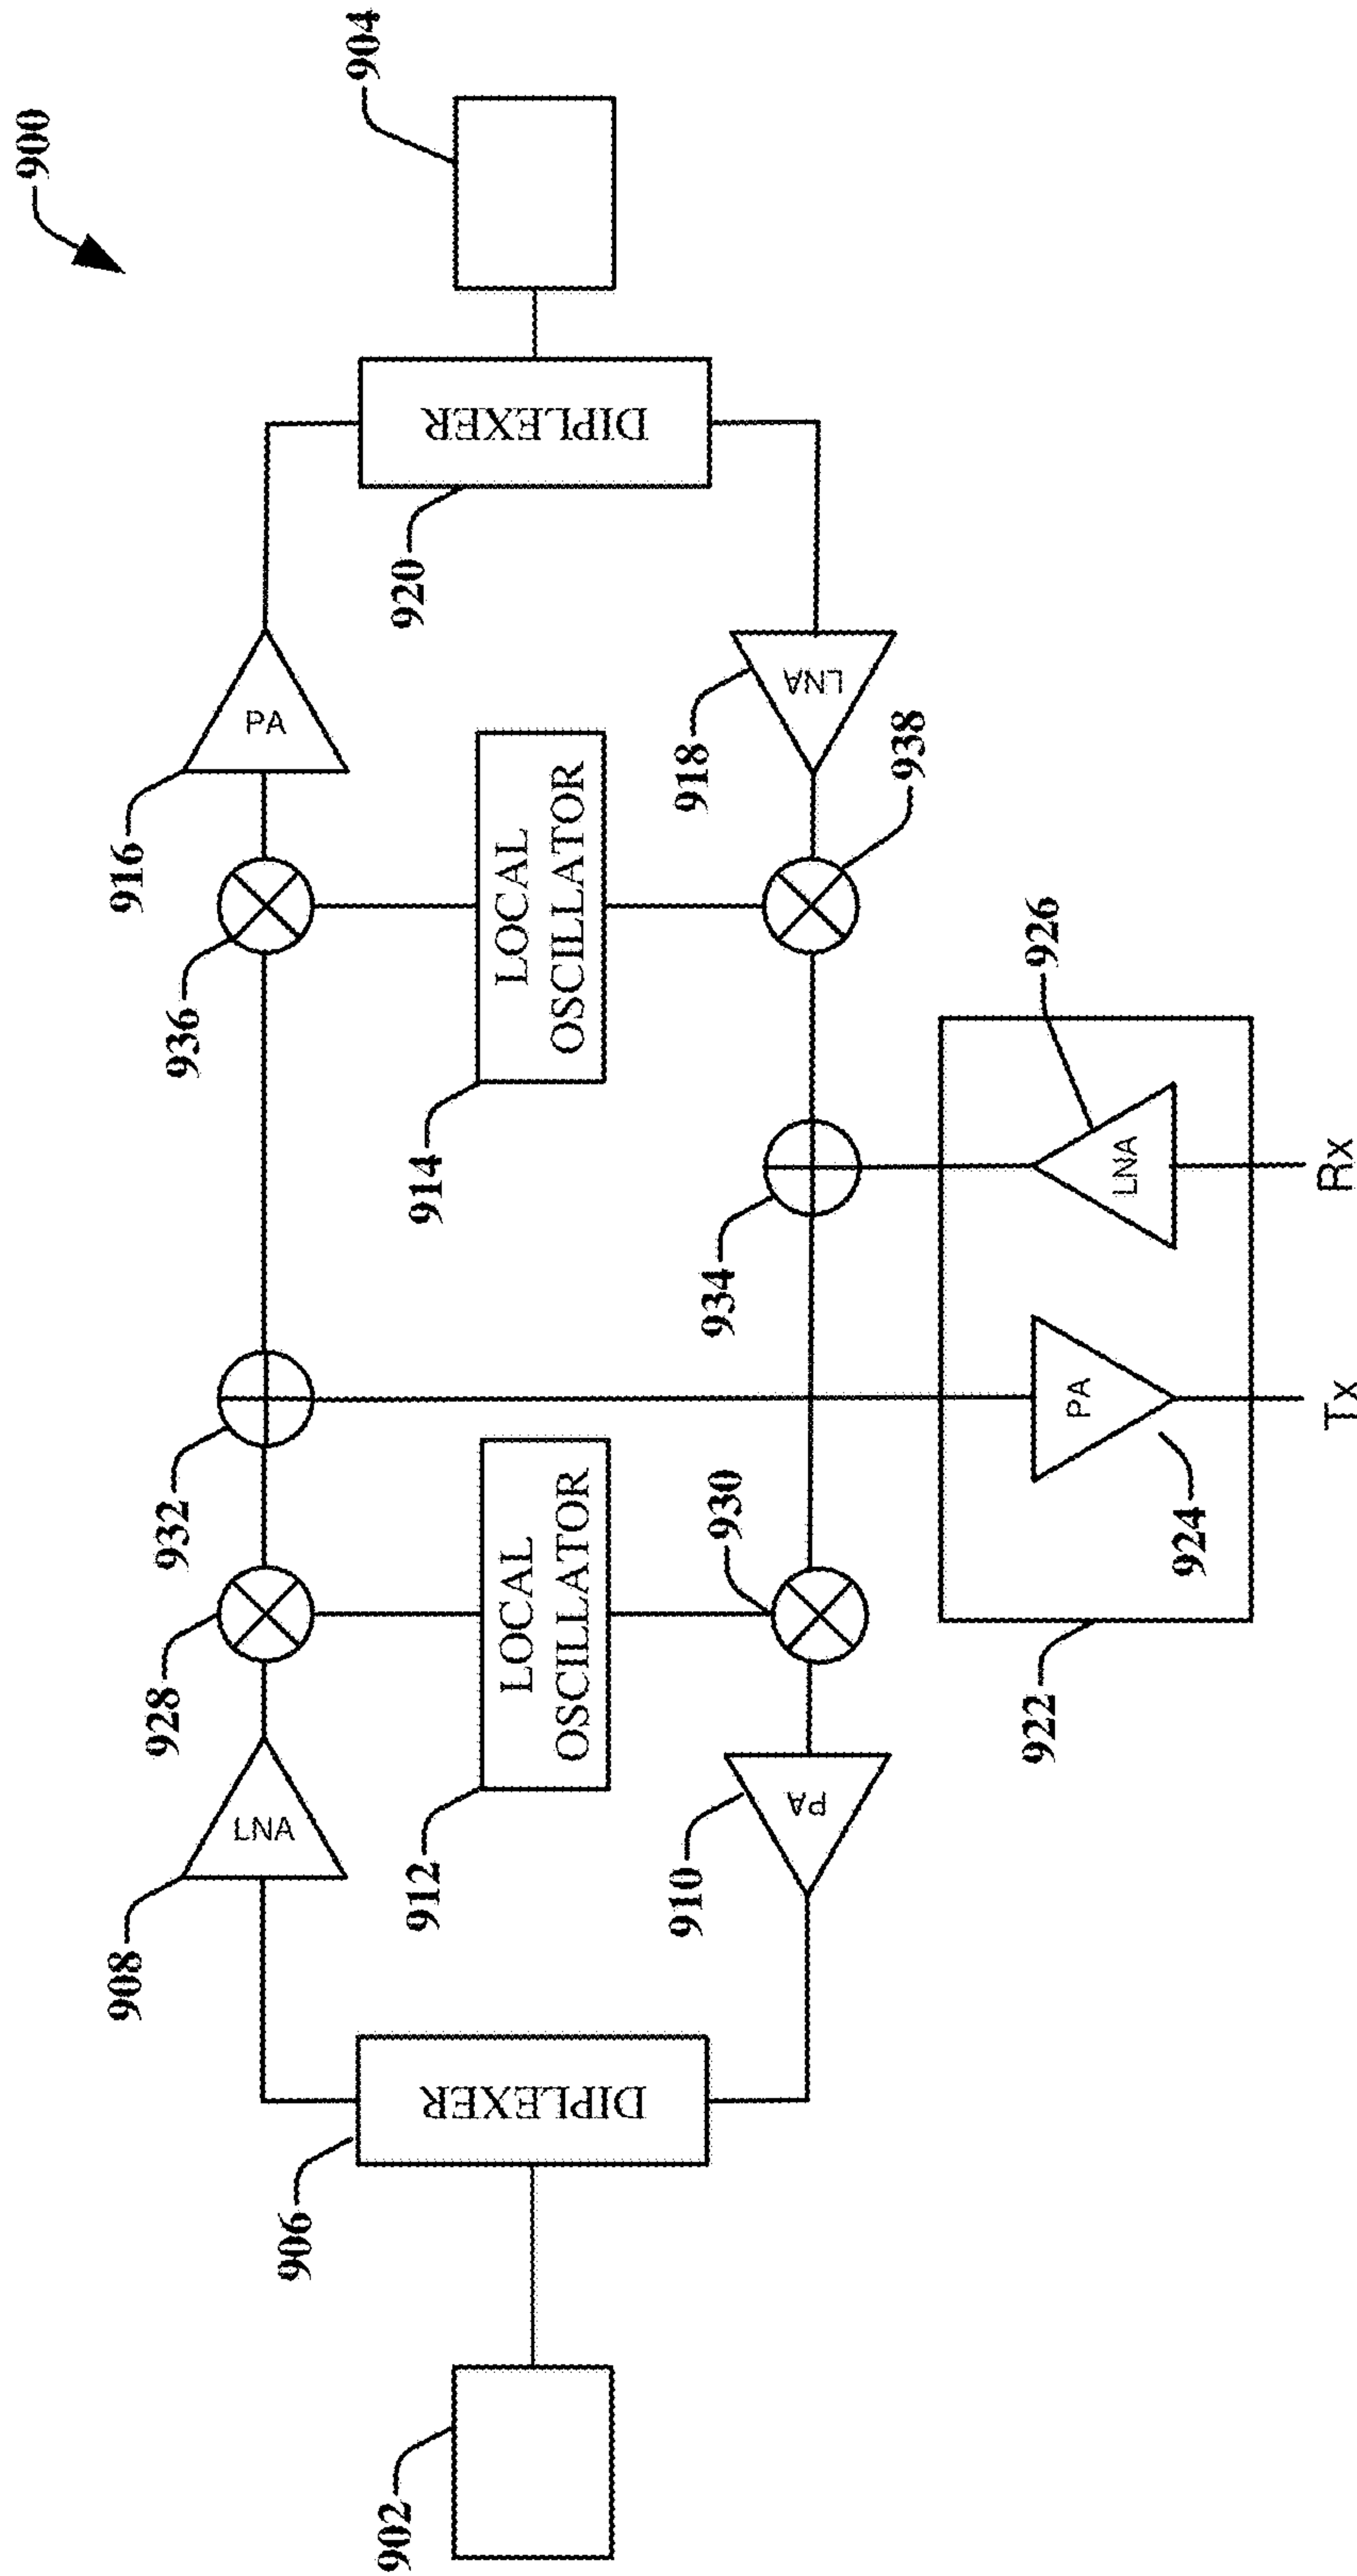 900
908
916
928
932
936
LNA
PA
906
904
902
912
920
914
DIPLEXER
LOCAL
OSCILLATOR
LOCAL
OSCILLATOR
DIPLEXER
910
918
930
934
PA
LNA
938
922
926
PA
LNA
924
Tx
Rx